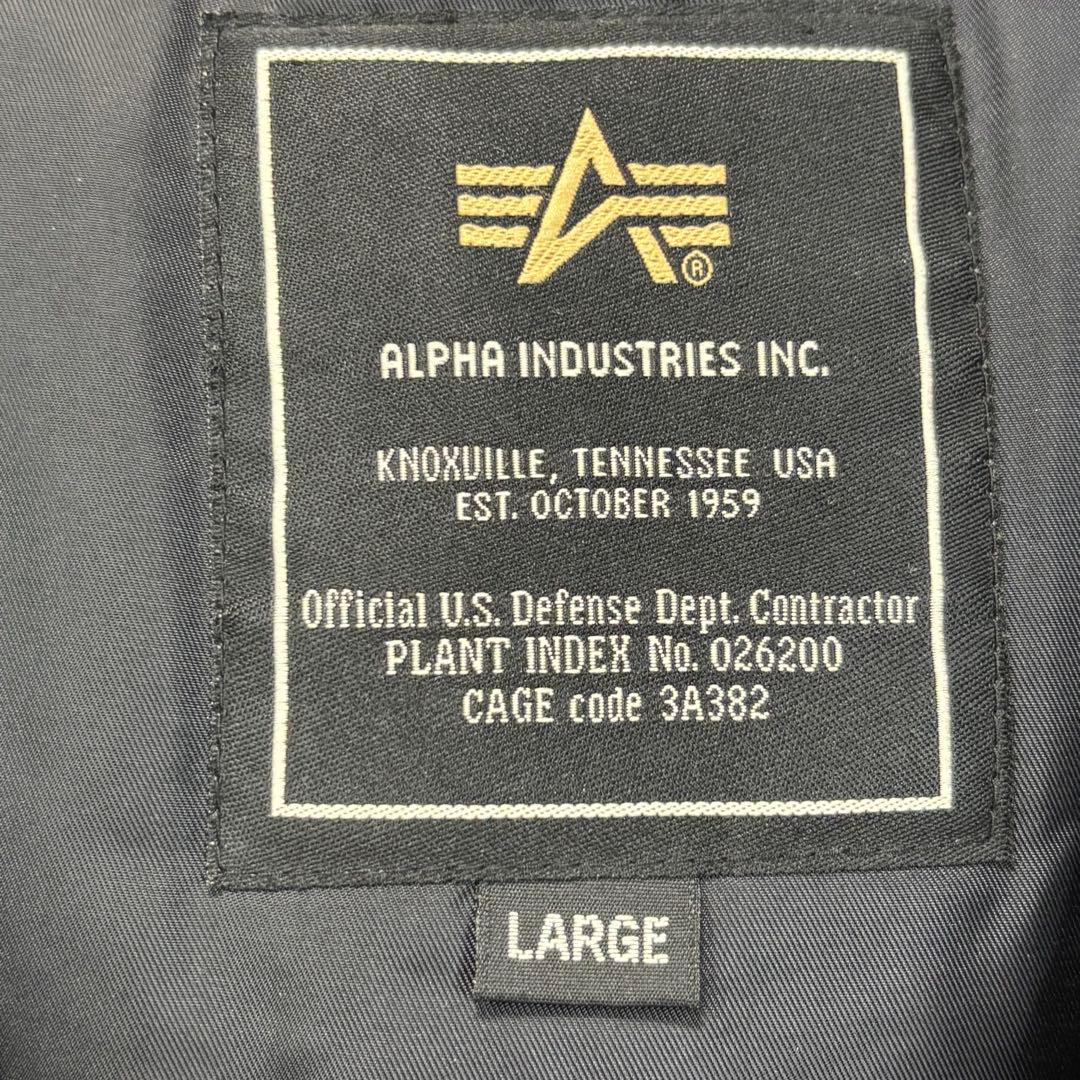 ®
ALPHA INDUSTRIES INC.
KNOXVILLE, TENNESSEE USA
EST. OCTOBER 1959
Official U.S. Defense Dept. Contractor
PLANT INDEX No. 026200
CAGE code 3A382
LARGE